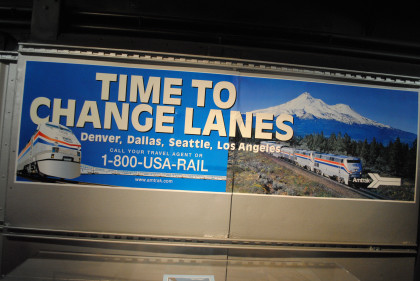 TIME TO
CHANGE LANES
Denver, Dallas, Seattle, Los Angeles
CALL YOUR TRAVEL AGENT OR
1-800-USA-RAIL
www.amtrak.com
Amtrak